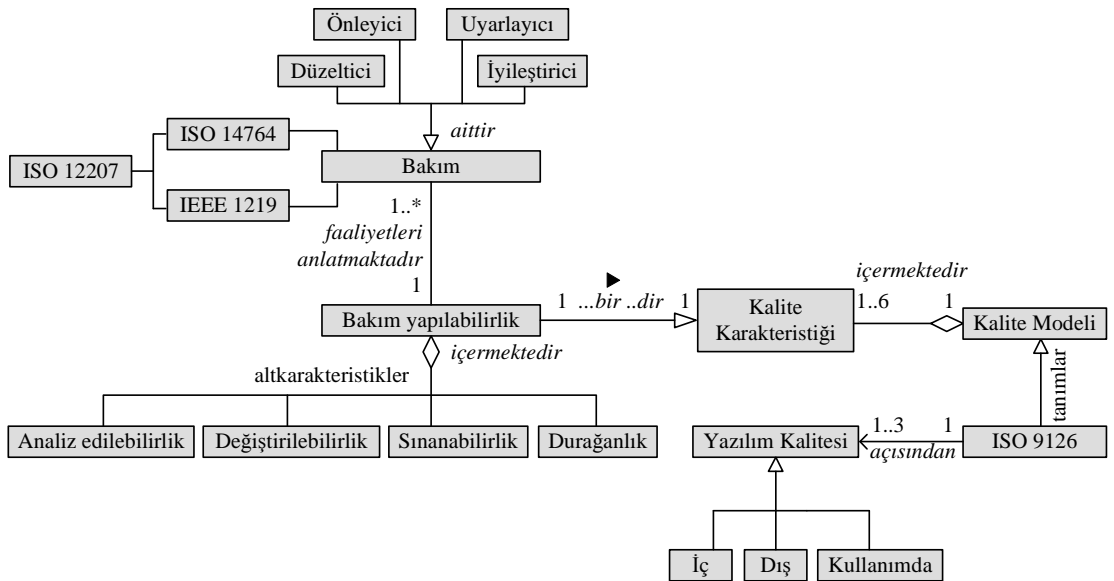 Önleyici
Uyarlayıcı
Düzeltici
İyileştirici
aittir
ISO 14764
Bakım
ISO 12207
IEEE 1219
1..*
faaliyetleri
anlatmaktadır
1
Bakım yapılabilirlik
1 ...bir ..dir 1
Kalite
Karakteristiği
içermektedir
1..6 1
Kalite Modeli
içermektedir
altkarakteristikler
Analiz edilebilirlik
Değiştirilebilirlik
Sınanabilirlik
Durağanlık
tanımlar
Yazılım Kalitesi
1..3 1
açısından
ISO 9126
İç
Dış
Kullanımda